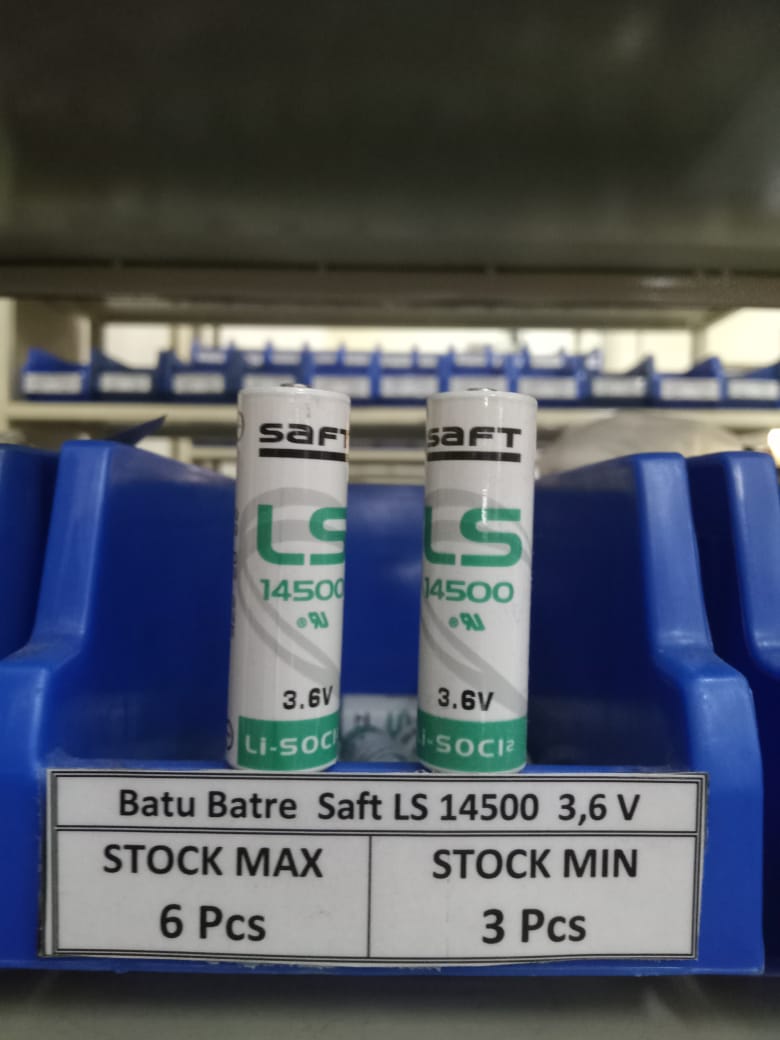 saft
LS
14500
3.6V
Li-SOCl
saft
LS
14500
3.6V
i-SOCl2
Batu Batre Saft LS 14500 3,6 V
STOCK MAX
6 Pcs
STOCK MIN
3 Pcs